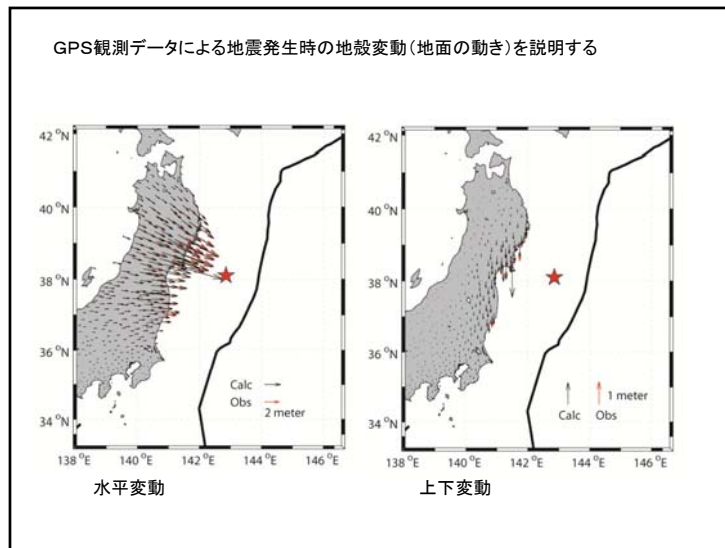 GPS観測データによる地震発生時の地殻変動(地面の動き)を説明する
42 °N
40 °N
38 °N
36 °N
34 °N
138 °E
140 °E
142 °E
144 °E
146 °E
Calc
Obs
2 meter
水平変動
42 °N
40 °N
38 °N
36 °N
34 °N
138 °E
140 °E
142 °E
144 °E
146 °E
1 meter
Calc
Obs
上下変動